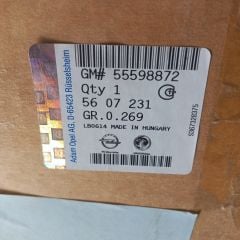 GM# 55598872
Qty 1
56 07 231
GR.0.269
LB0614 MADE IN HUNGARY
Adam Opel AG, D-65423 Rüsselsheim